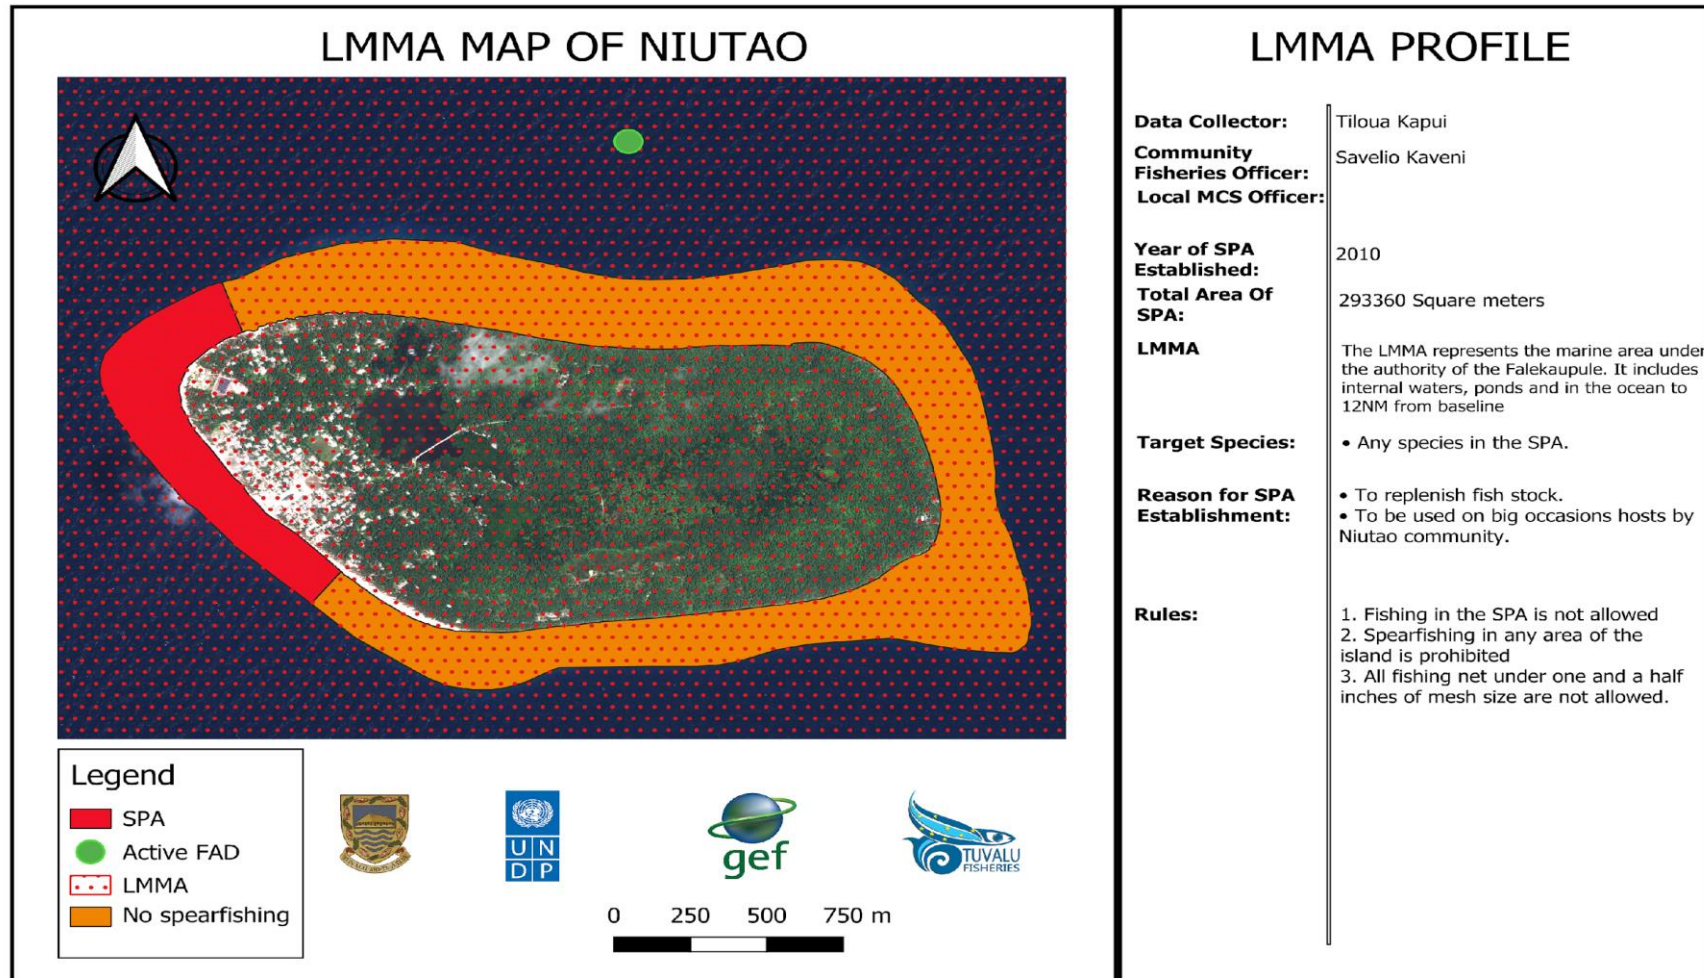 LMMA MAP OF NIUTAO
Legend
SPA
Active FAD
LMMA
No spearfishing
UN
DP
gef
TUVALU
FISHERIES
0 250 500 750 m
LMMA PROFILE
Data Collector: Tiloua Kapui
Community
Fisheries Officer: Savelio Kaveni
Local MCS Officer:
Year of SPA
Established: 2010
Total Area Of
SPA: 293360 Square meters
LMMA
The LMMA represents the marine area under
the authority of the Falekaupule. It includes
internal waters, ponds and in the ocean to
12NM from baseline
Target Species: • Any species in the SPA.
Reason for SPA
Establishment:
• To replenish fish stock.
• To be used on big occasions hosts by
Niutao community.
Rules:
1. Fishing in the SPA is not allowed
2. Spearfishing in any area of the
island is prohibited
3. All fishing net under one and a half
inches of mesh size are not allowed.